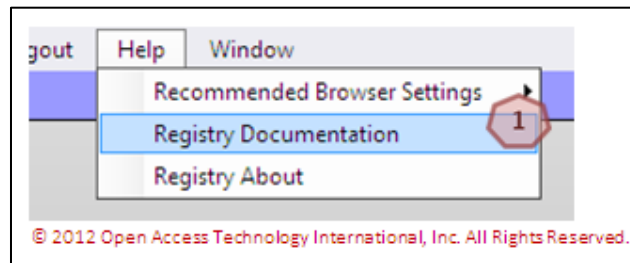 gout Help Window
Recommended Browser Settings
1
Registry Documentation
Registry About
© 2012 Open Access Technology International, Inc. All Rights Reserved.